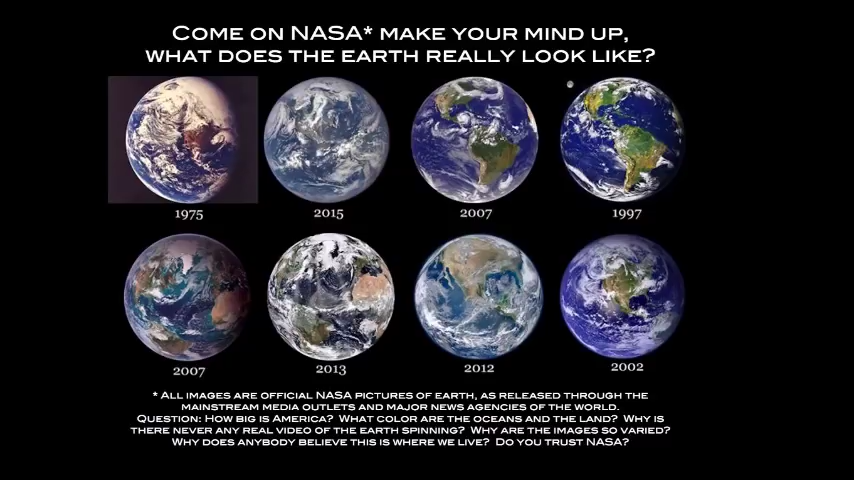 COME ON NASA* MAKE YOUR MIND UP,
WHAT DOES THE EARTH REALLY LOOK LIKE?
1975
2015
2007
1997
2007
2013
2012
2002
* ALL IMAGES ARE OFFICIAL NASA PICTURES OF EARTH, AS RELEASED THROUGH THE
MAINSTREAM MEDIA OUTLETS AND MAJOR NEWS AGENCIES OF THE WORLD.
QUESTION: HOW BIG IS AMERICA? WHAT COLOR ARE THE OCEANS AND THE LAND? WHY IS
THERE NEVER ANY REAL VIDEO OF THE EARTH SPINNING? WHY ARE THE IMAGES SO VARIED?
WHY DOES ANYBODY BELIEVE THIS IS WHERE WE LIVE? DO YOU TRUST NASA?